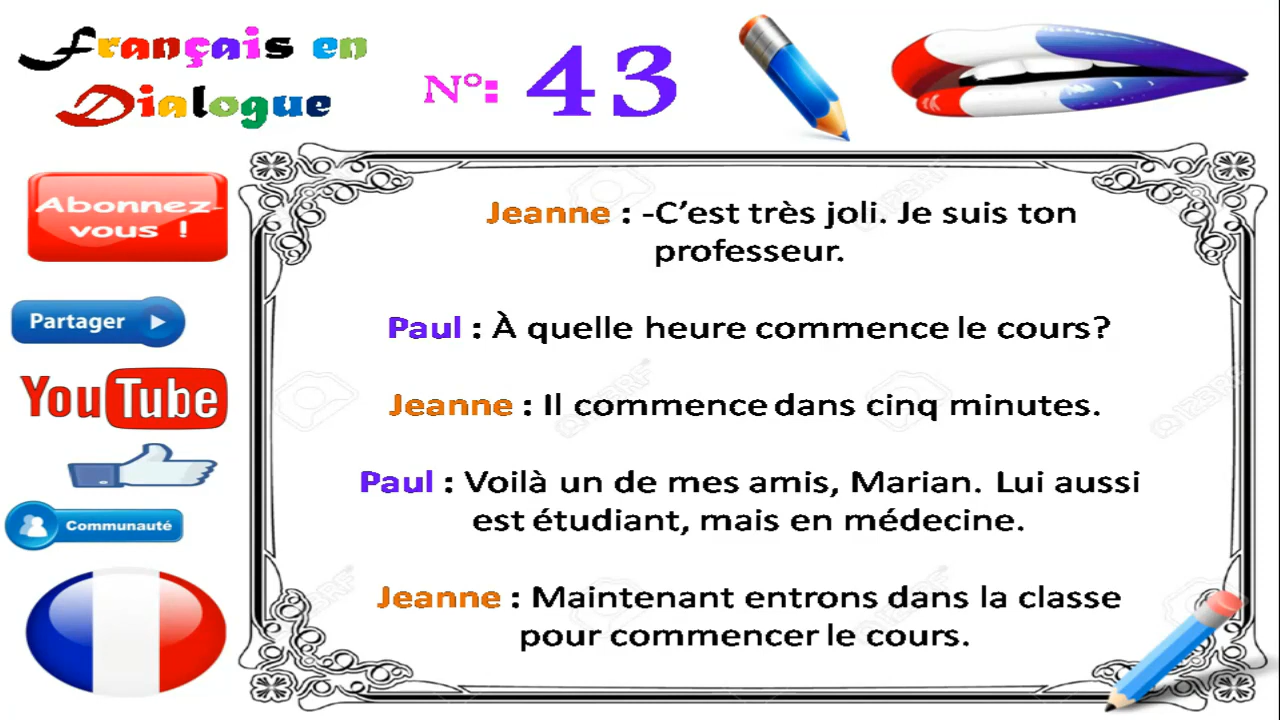 Français en
Dialogue
N°: 43
Abonnez-
vous !
Partager
YouTube
Communauté
Jeanne : -C’est très joli. Je suis ton
professeur.
Paul : À quelle heure commence le cours?
Jeanne : Il commence dans cinq minutes.
Paul : Voilà un de mes amis, Marian. Lui aussi
est étudiant, mais en médecine.
Jeanne : Maintenant entrons dans la classe
pour commencer le cours.
123RF